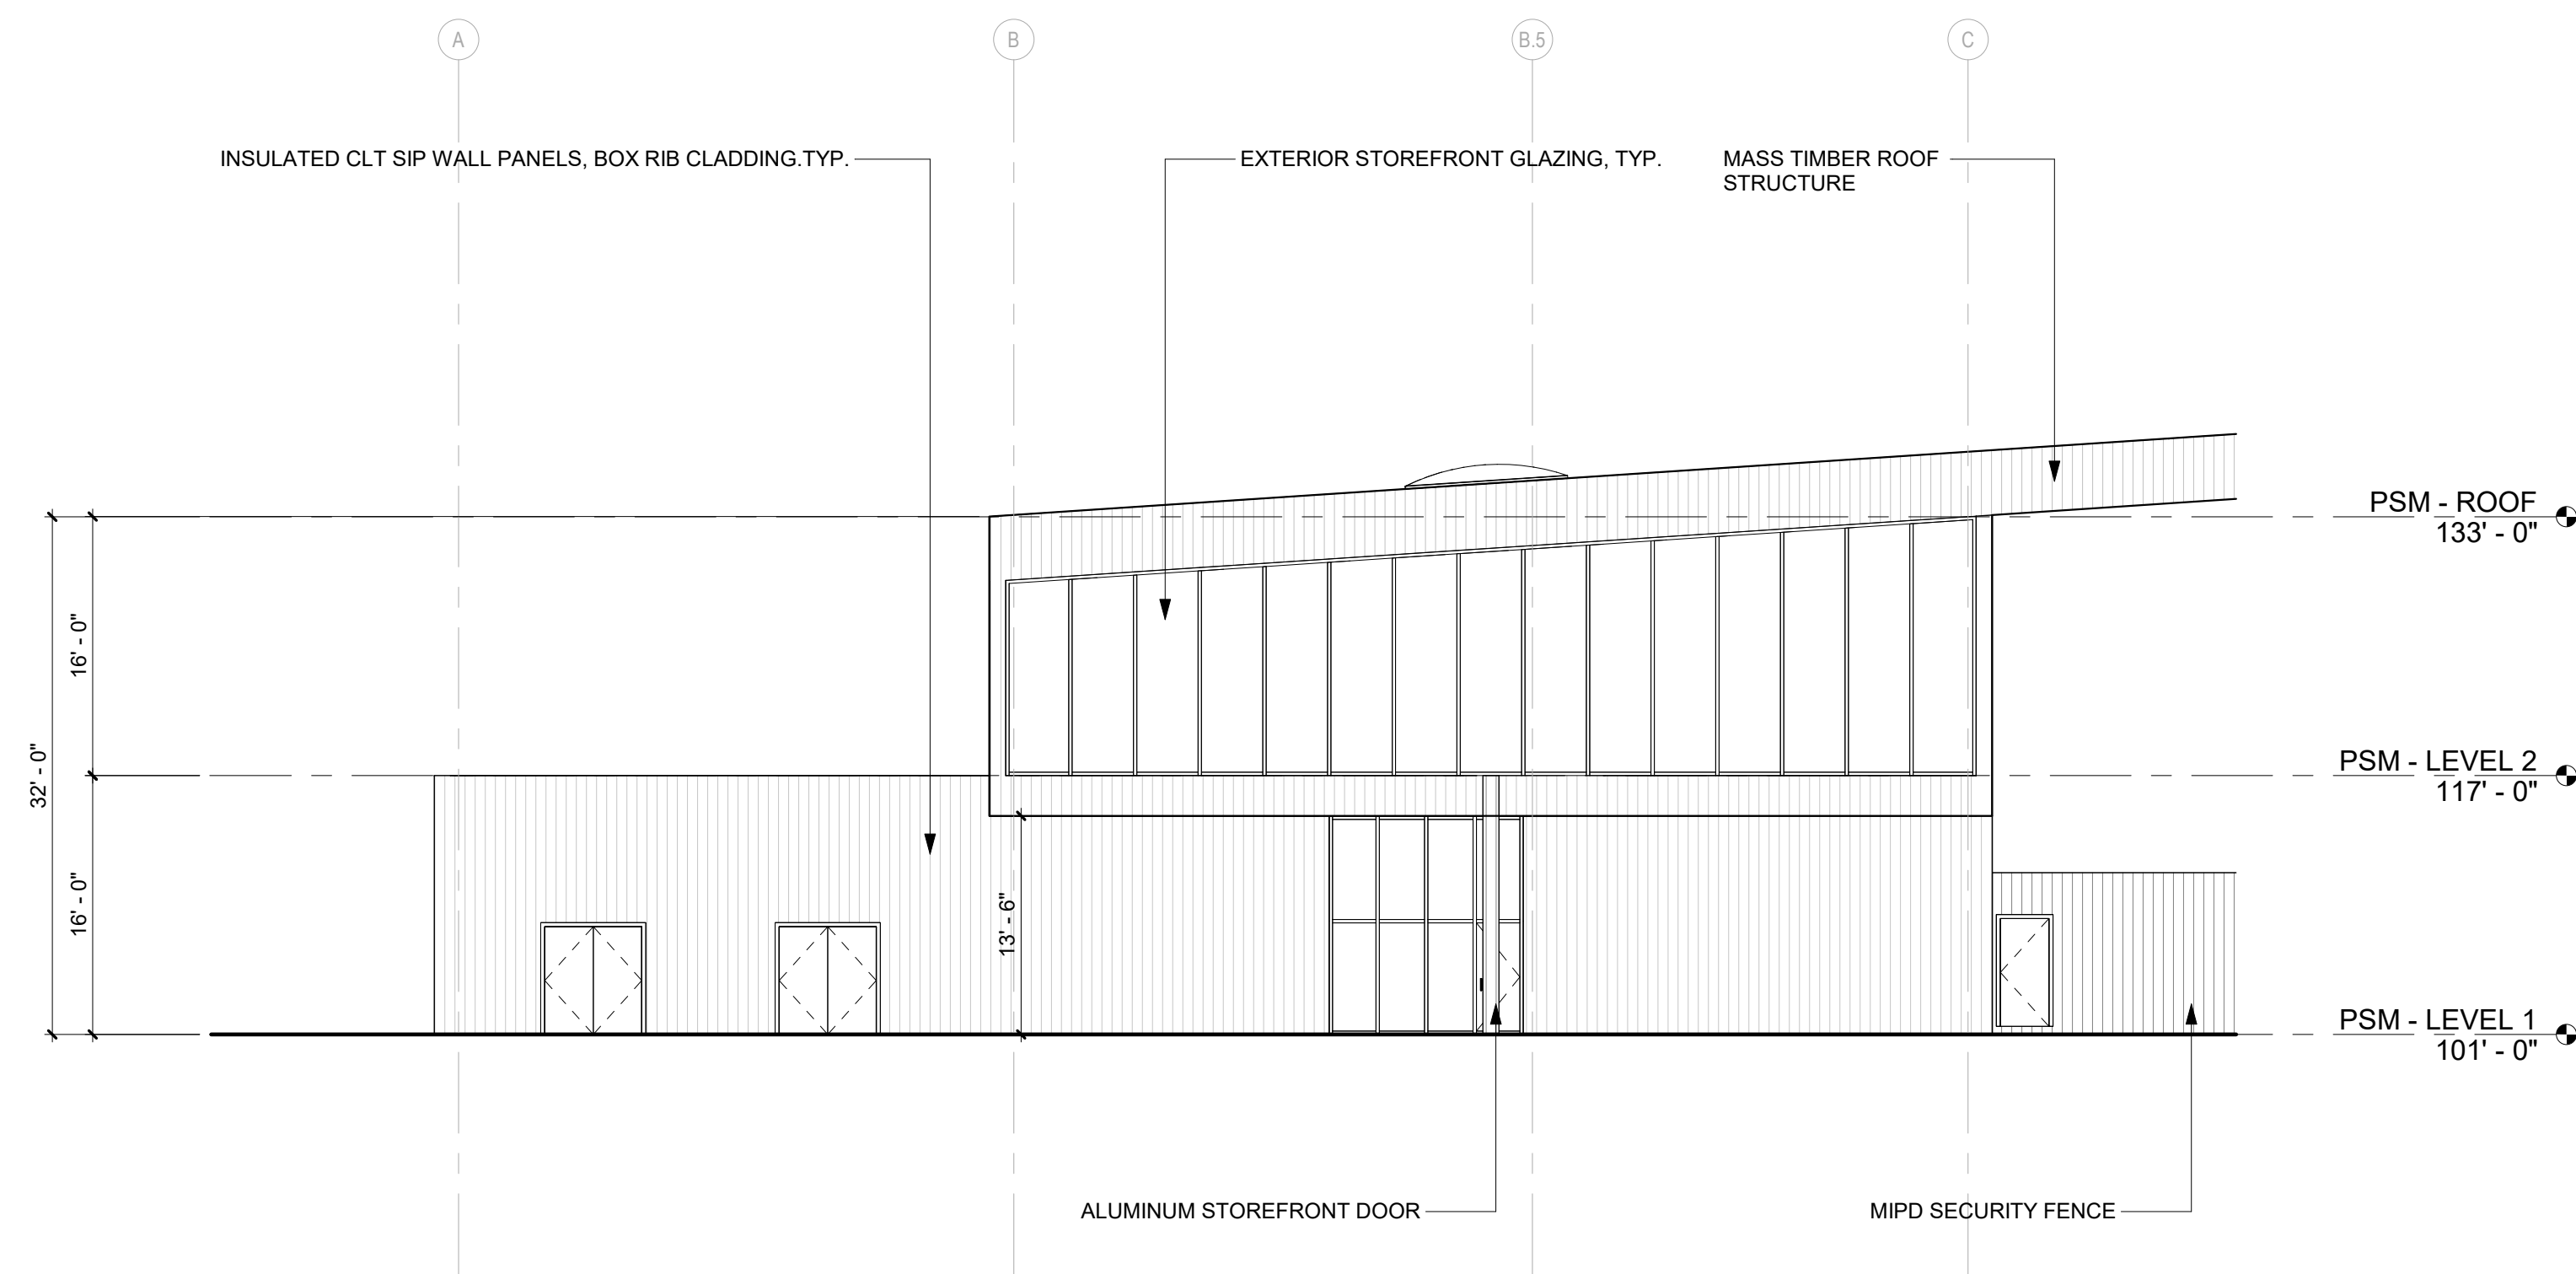 A
B
B.5
C
INSULATED CLT SIP WALL PANELS, BOX RIB CLADDING.TYP.
EXTERIOR STOREFRONT GLAZING, TYP.
MASS TIMBER ROOF
STRUCTURE
PSM - ROOF
133' - 0"
16' - 0"
32' - 0"
PSM - LEVEL 2
117' - 0"
16' - 0"
13' - 6"
PSM - LEVEL 1
101' - 0"
ALUMINUM STOREFRONT DOOR
MIPD SECURITY FENCE